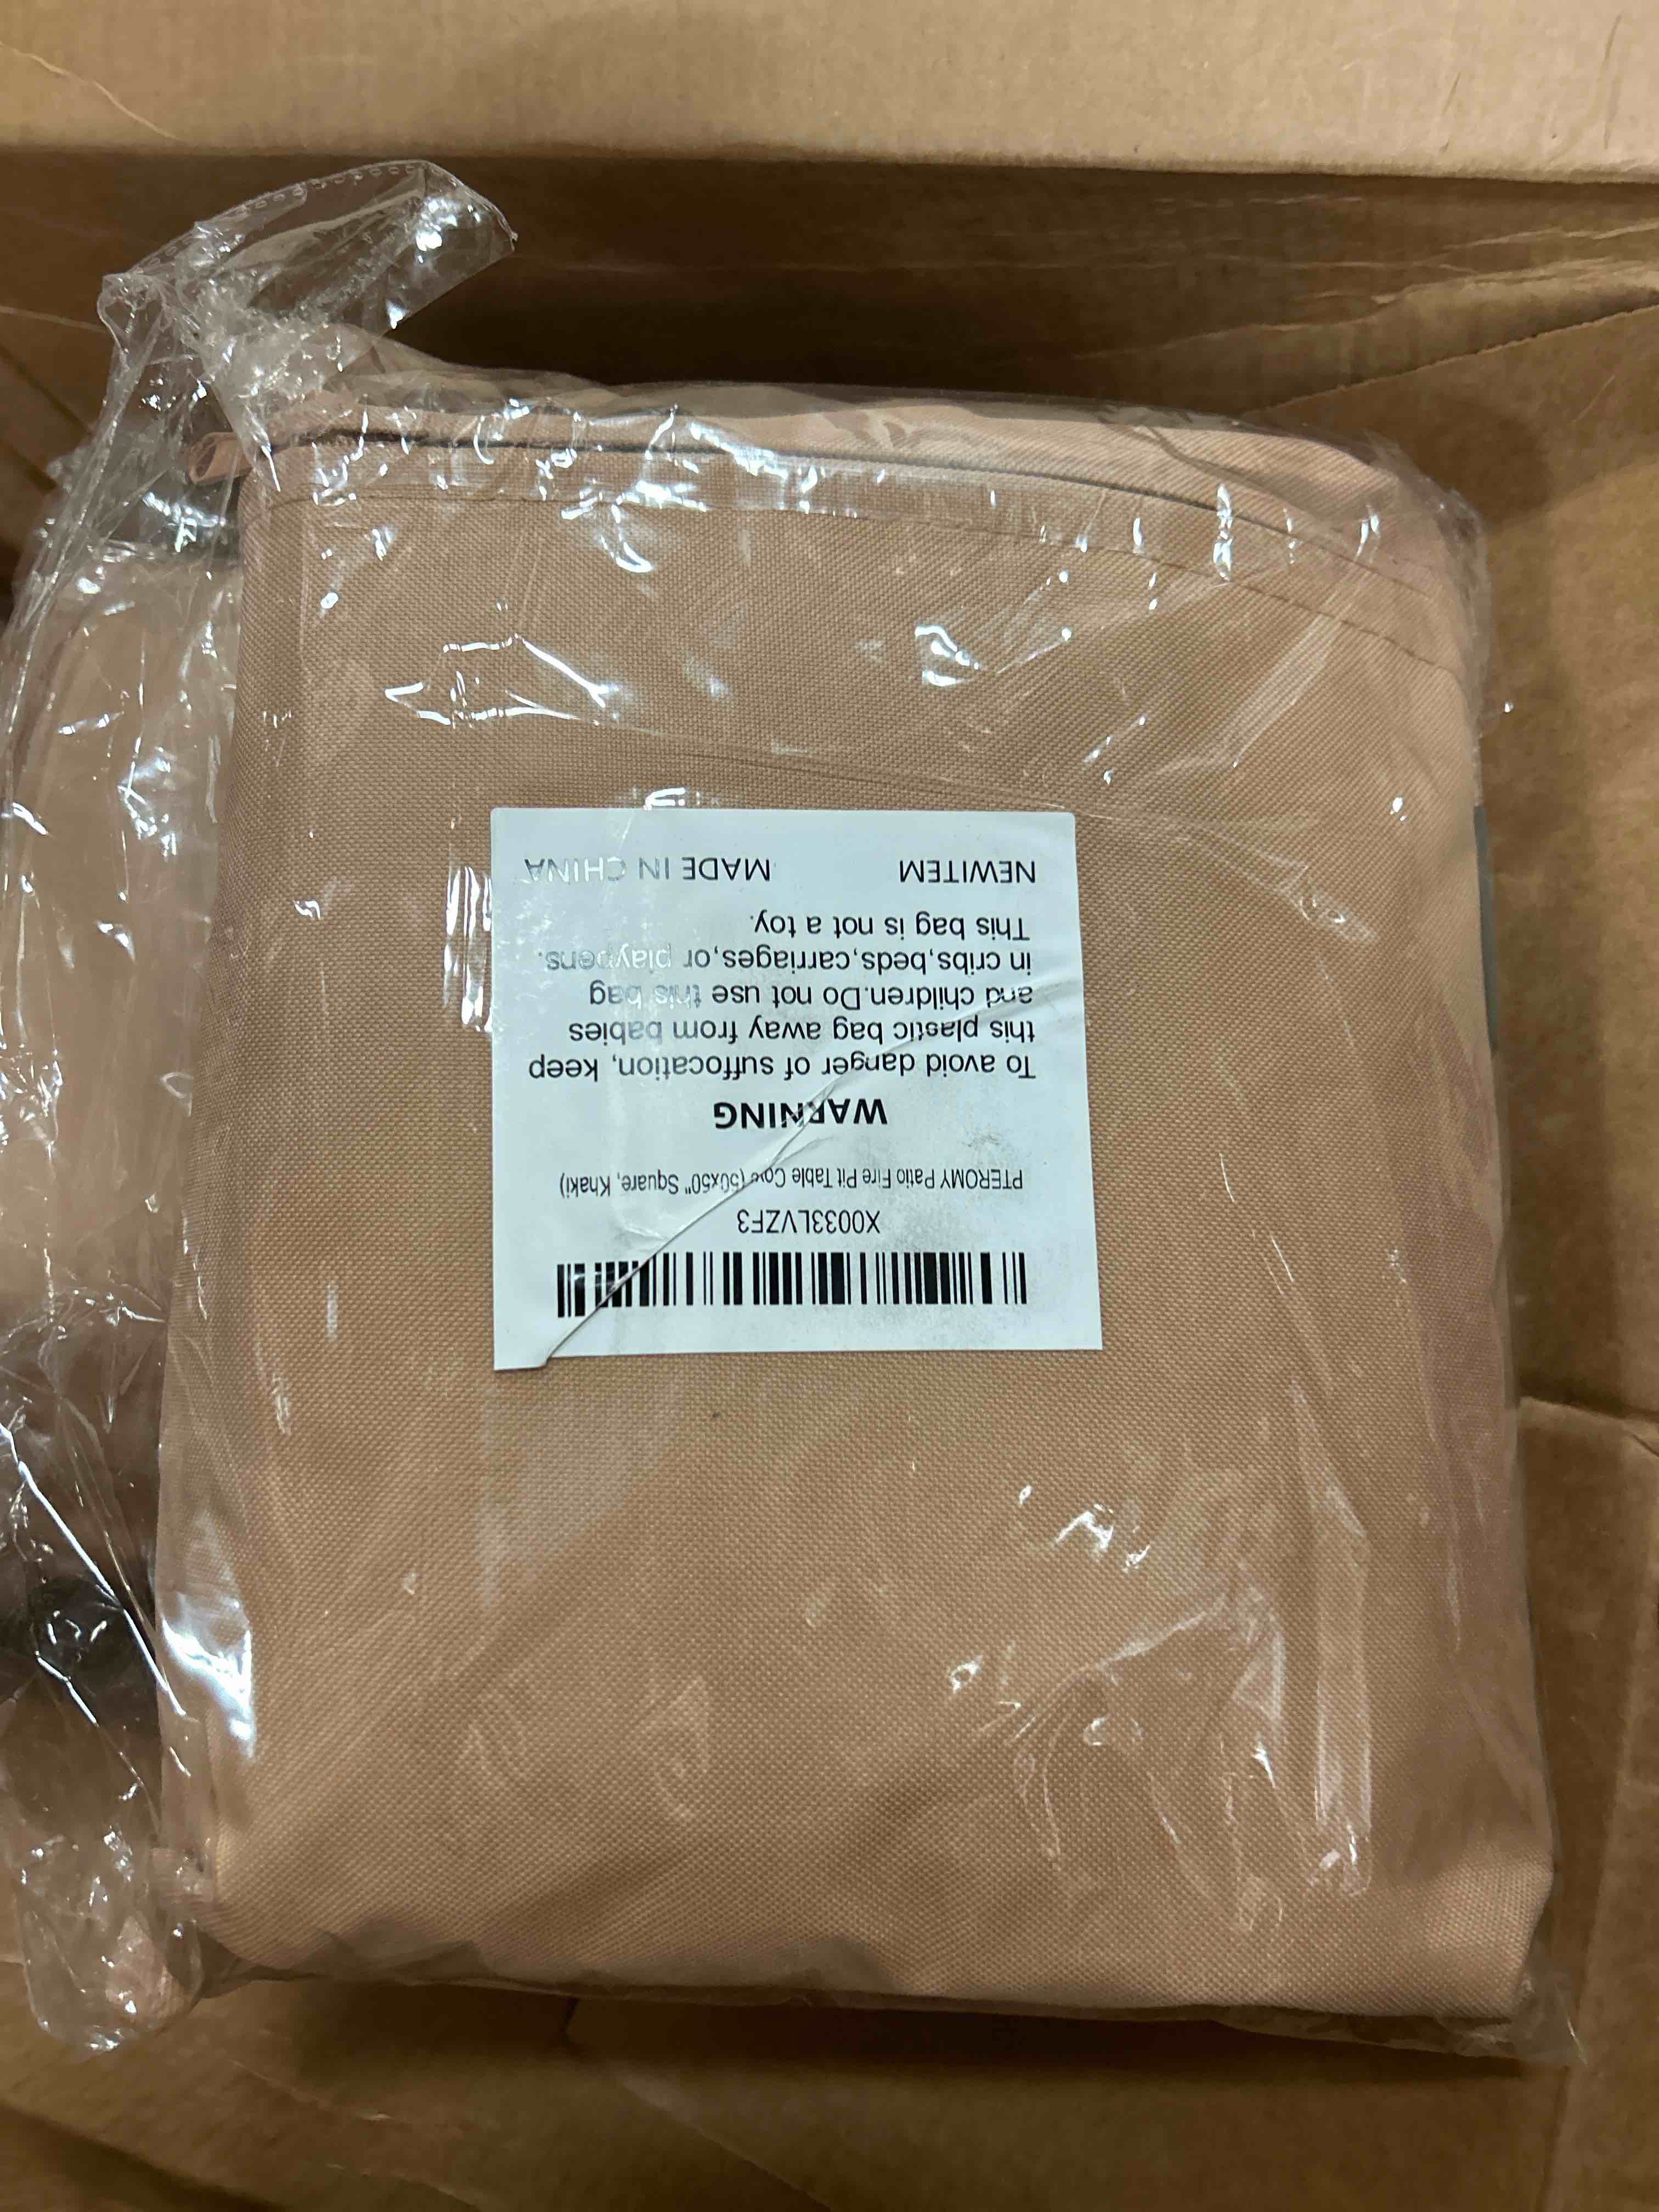 X0033LVZF3
PTEROMY Patio Fire Pit Table (50x50" Square, Khaki)
WARNING
To avoid danger of suffocation, keep
this plastic bag away from babies
and children.Do not use this bag
in cribs,beds,carriages,or playpens.
This bag is not a toy.
NEWITEM MADE IN CHINA